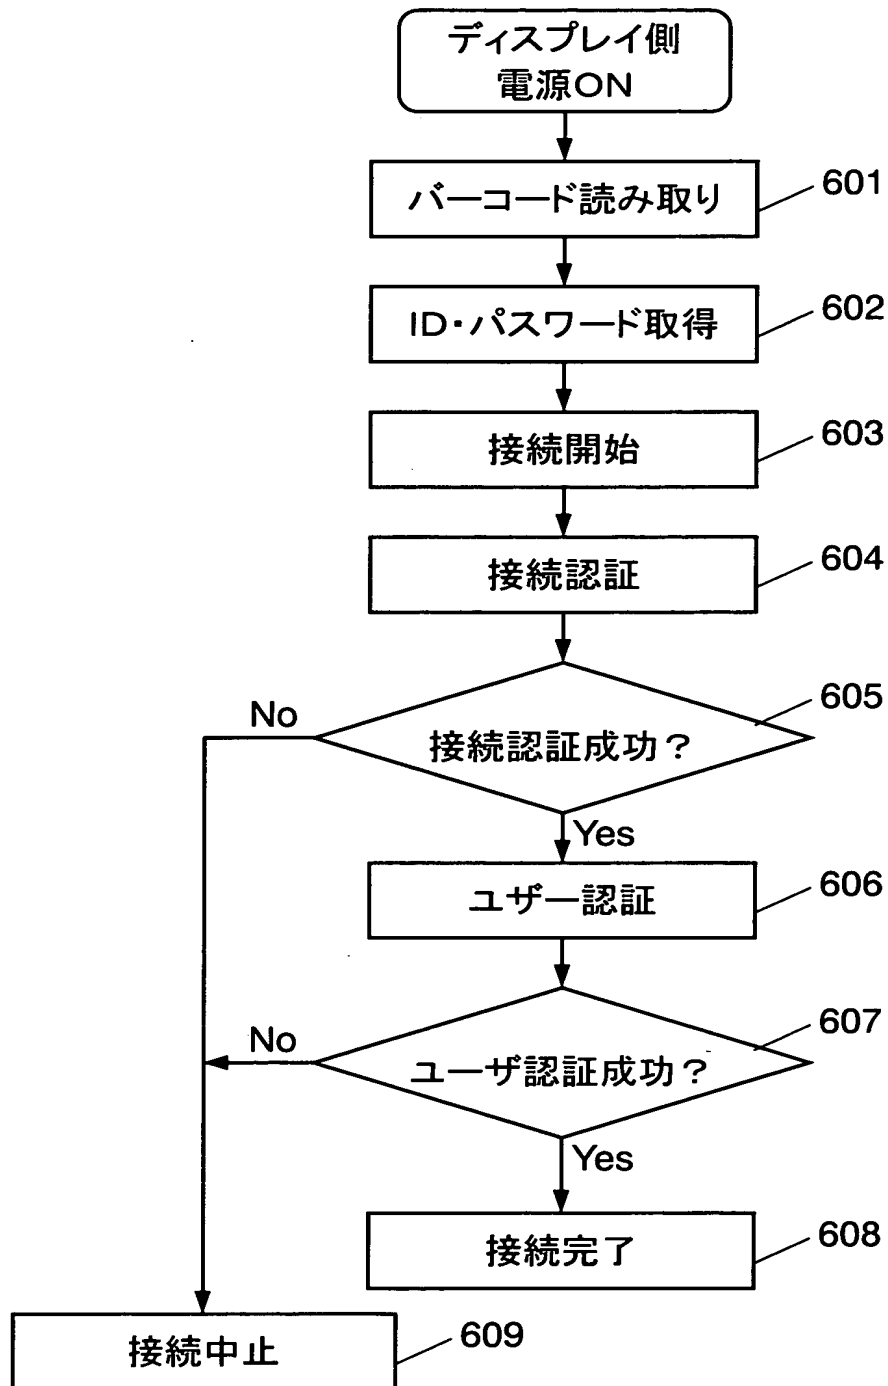 ディスプレイ側
電源ON
バーコード読み取り
601
ID・パスワード取得
602
接続開始
603
接続認証
604
接続認証成功？
605
No
Yes
ユザー認証
606
ユーザ認証成功？
607
No
Yes
接続完了
608
接続中止
609